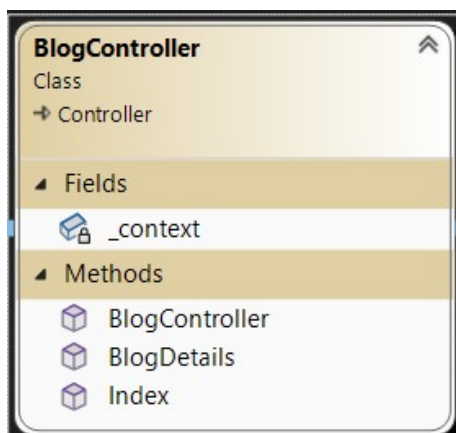 BlogController
Class
Controller
Fields
_context
Methods
BlogController
BlogDetails
Index